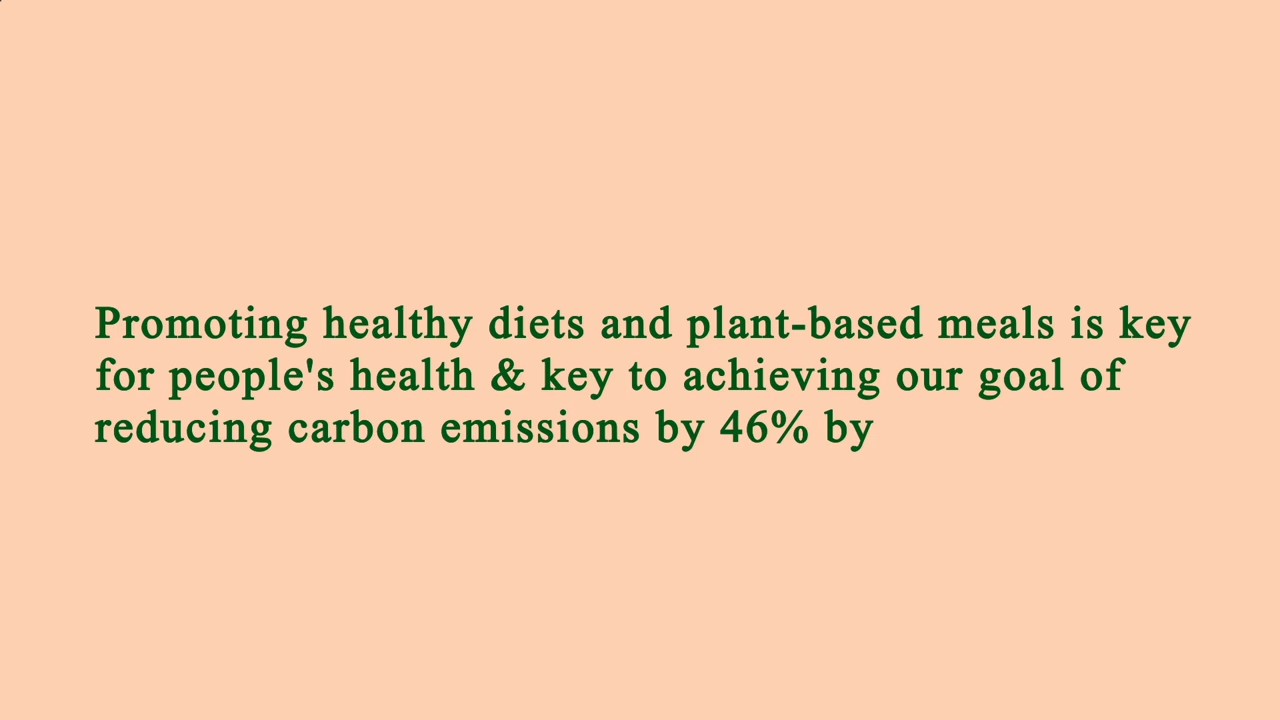 Promoting healthy diets and plant-based meals is key
for people's health & key to achieving our goal of
reducing carbon emissions by 46% by